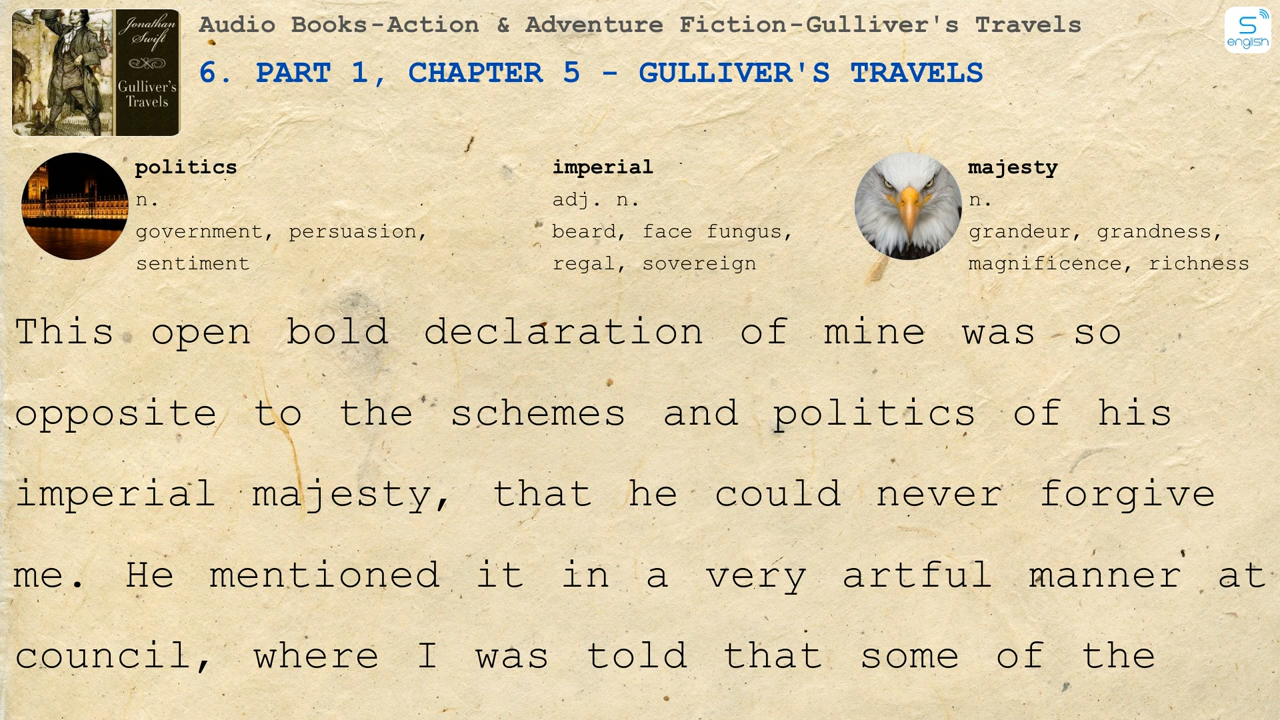 Audio Books-Action & Adventure Fiction-Gulliver's Travels
6. PART 1, CHAPTER 5 - GULLIVER'S TRAVELS
Jonathan
Swift
Gulliver's
Travels
S
english
politics
n.
government, persuasion,
sentiment
imperial
adj. n.
beard, face fungus,
regal, sovereign
majesty
n.
grandeur, grandness,
magnificence, richness
This open bold declaration of mine was so
opposite to the schemes and politics of his
imperial majesty, that he could never forgive
me. He mentioned it in a very artful manner at
council, where I was told that some of the